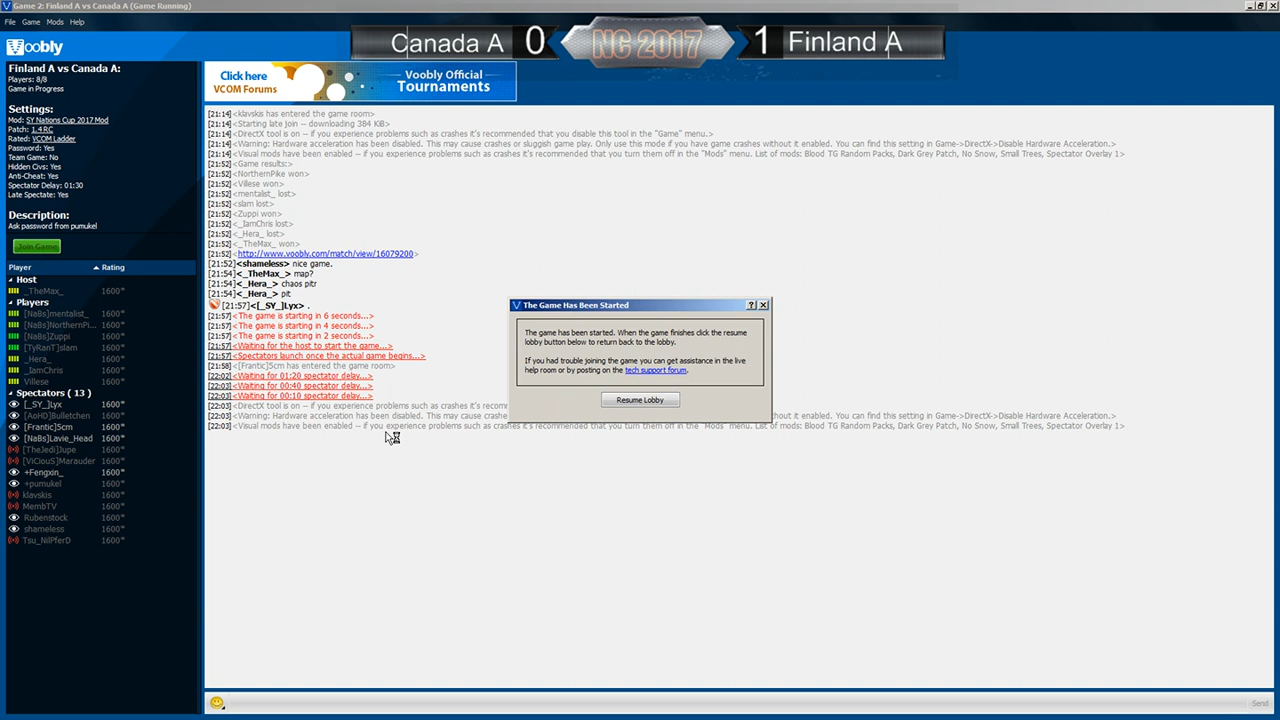 Game 2: Finland A vs Canada A (Game Running)
File Game Mods Help
Canada A 0 NC 2017 1 Finland A
Voobly
Finland A vs Canada A:
Players: 8/8
Game in Progress
Settings:
Mod: SY Nations Cup 2017 Mod
Patch: 1.4 RC
Rated: VCOM Ladder
Password: Yes
Team Game: No
Hidden Civs: Yes
Anti-Cheat: Yes
Spectator Delay: 01:30
Late Spectate: Yes
Description:
Ask password from pumukel
Join Game
Player Rating
Host
_TheMax_ 1600*
Players
[NaBs]mentalist_ 1600*
[NaBs]NorthernPi... 1600*
[NaBs]Zuppi 1600*
[TyRanT]slam 1600*
_Hera_ 1600*
_IamChris 1600*
Villese 1600*
Spectators ( 13 )
[_SY_]Lyx 1600*
[AoHD]Bulletchen 1600*
[Frantic]5cm 1600*
[NaBs]Lavie_Head 1600*
[TheJedi]Jupe 1600*
[ViCiouS]Marauder 1600*
+Fengxin_ 1600*
+pumukel 1600*
klavskis 1600*
MembTV 1600*
Rubenstock 1600*
shameless 1600*
Tsu_NilPferD 1600*
Click here
VCOM Forums
Voobly Official
Tournaments
[21:14]<klavskis has entered the game room>
[21:14]<Starting late join -- downloading 384 KiB>
[21:14]<DirectX tool is on -- if you experience problems such as crashes it's recommended that you disable this tool in the "Game" menu.>
[21:14]<Warning: Hardware acceleration has been disabled. This may cause crashes or sluggish game play. Only use this mode if you have game crashes without it enabled. You can find this setting in Game->DirectX->Disable Hardware Acceleration.>
[21:14]<Visual mods have been enabled -- if you experience problems such as crashes it's recommended that you turn them off in the "Mods" menu. List of mods: Blood TG Random Packs, Dark Grey Patch, No Snow, Small Trees, Spectator Overlay 1>
[21:52]<Game results:>
[21:52]<NorthernPike won>
[21:52]<Villese won>
[21:52]<mentalist_ lost>
[21:52]<slam lost>
[21:52]<Zuppi won>
[21:52]<_IamChris lost>
[21:52]<_Hera_ lost>
[21:52]<_TheMax_ won>
[21:52]<http://www.voobly.com/match/view/16079200>
[21:52]<shameless> nice game.
[21:54]<_TheMax_> map?
[21:54]<_Hera_> chaos pitr
[21:54]<_Hera_> pit
[21:57]<[_SY_]Lyx> .
[21:57]<The game is starting in 6 seconds...>
[21:57]<The game is starting in 4 seconds...>
[21:57]<The game is starting in 2 seconds...>
[21:57]<Waiting for the host to start the game...>
[21:57]<Spectators launch once the actual game begins...>
[21:58]<[Frantic]5cm has entered the game room>
[22:02]<Waiting for 01:20 spectator delay...>
[22:03]<Waiting for 00:40 spectator delay...>
[22:03]<Waiting for 00:10 spectator delay...>
[22:03]<DirectX tool is on -- if you experience problems such as crashes it's recom
[22:03]<Warning: Hardware acceleration has been disabled. This may cause crashe
hout it enabled. You can find this setting in Game->DirectX->Disable Hardware Acceleration.>
[22:03]<Visual mods have been enabled -- if you experience problems such as crashes it's recommended that you turn them off in the "Mods" menu. List of mods: Blood TG Random Packs, Dark Grey Patch, No Snow, Small Trees, Spectator Overlay 1>
The Game Has Been Started
The game has been started. When the game finishes click the resume
lobby button below to return back to the lobby.
If you had trouble joining the game you can get assistance in the live
help room or by posting on the tech support forum.
Resume Lobby
Send